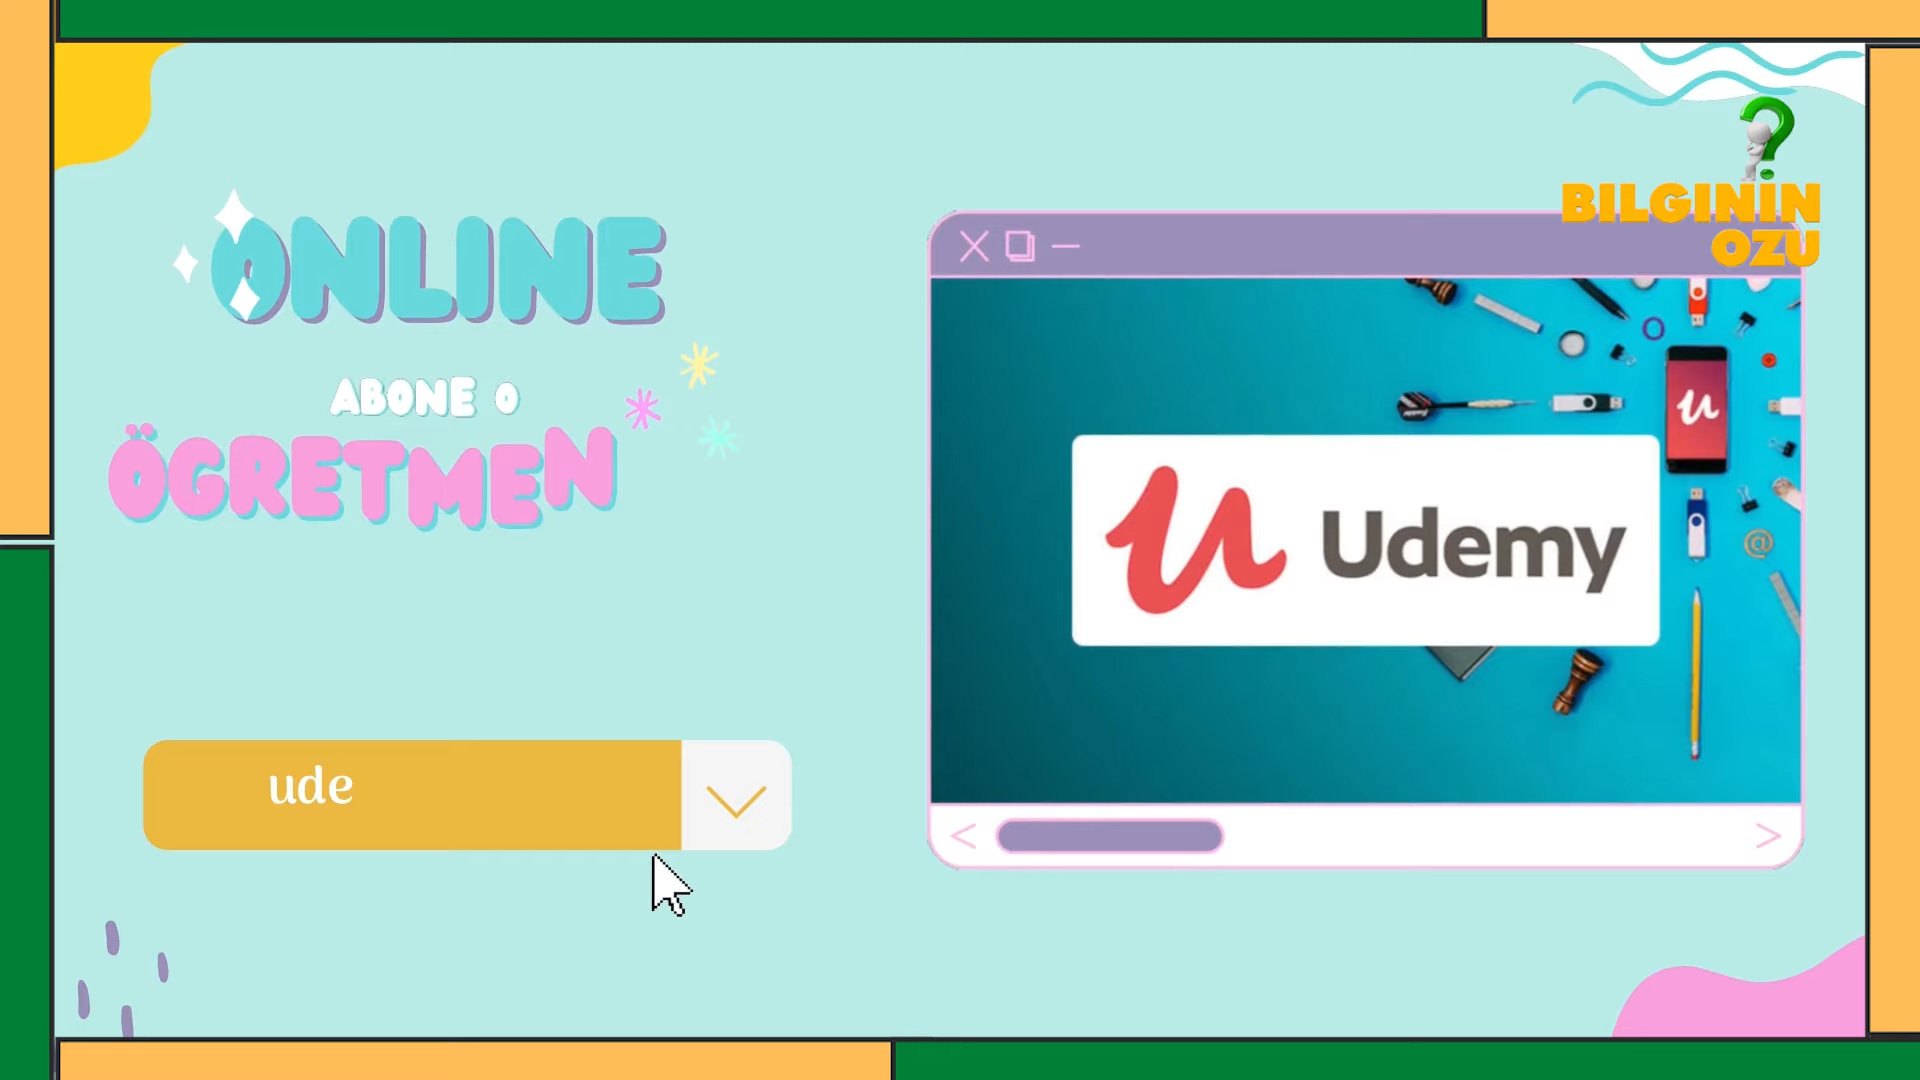 ONLINE
ABONE O
ÖGRETMEN
ude
BILGININ
OZU
Udemy